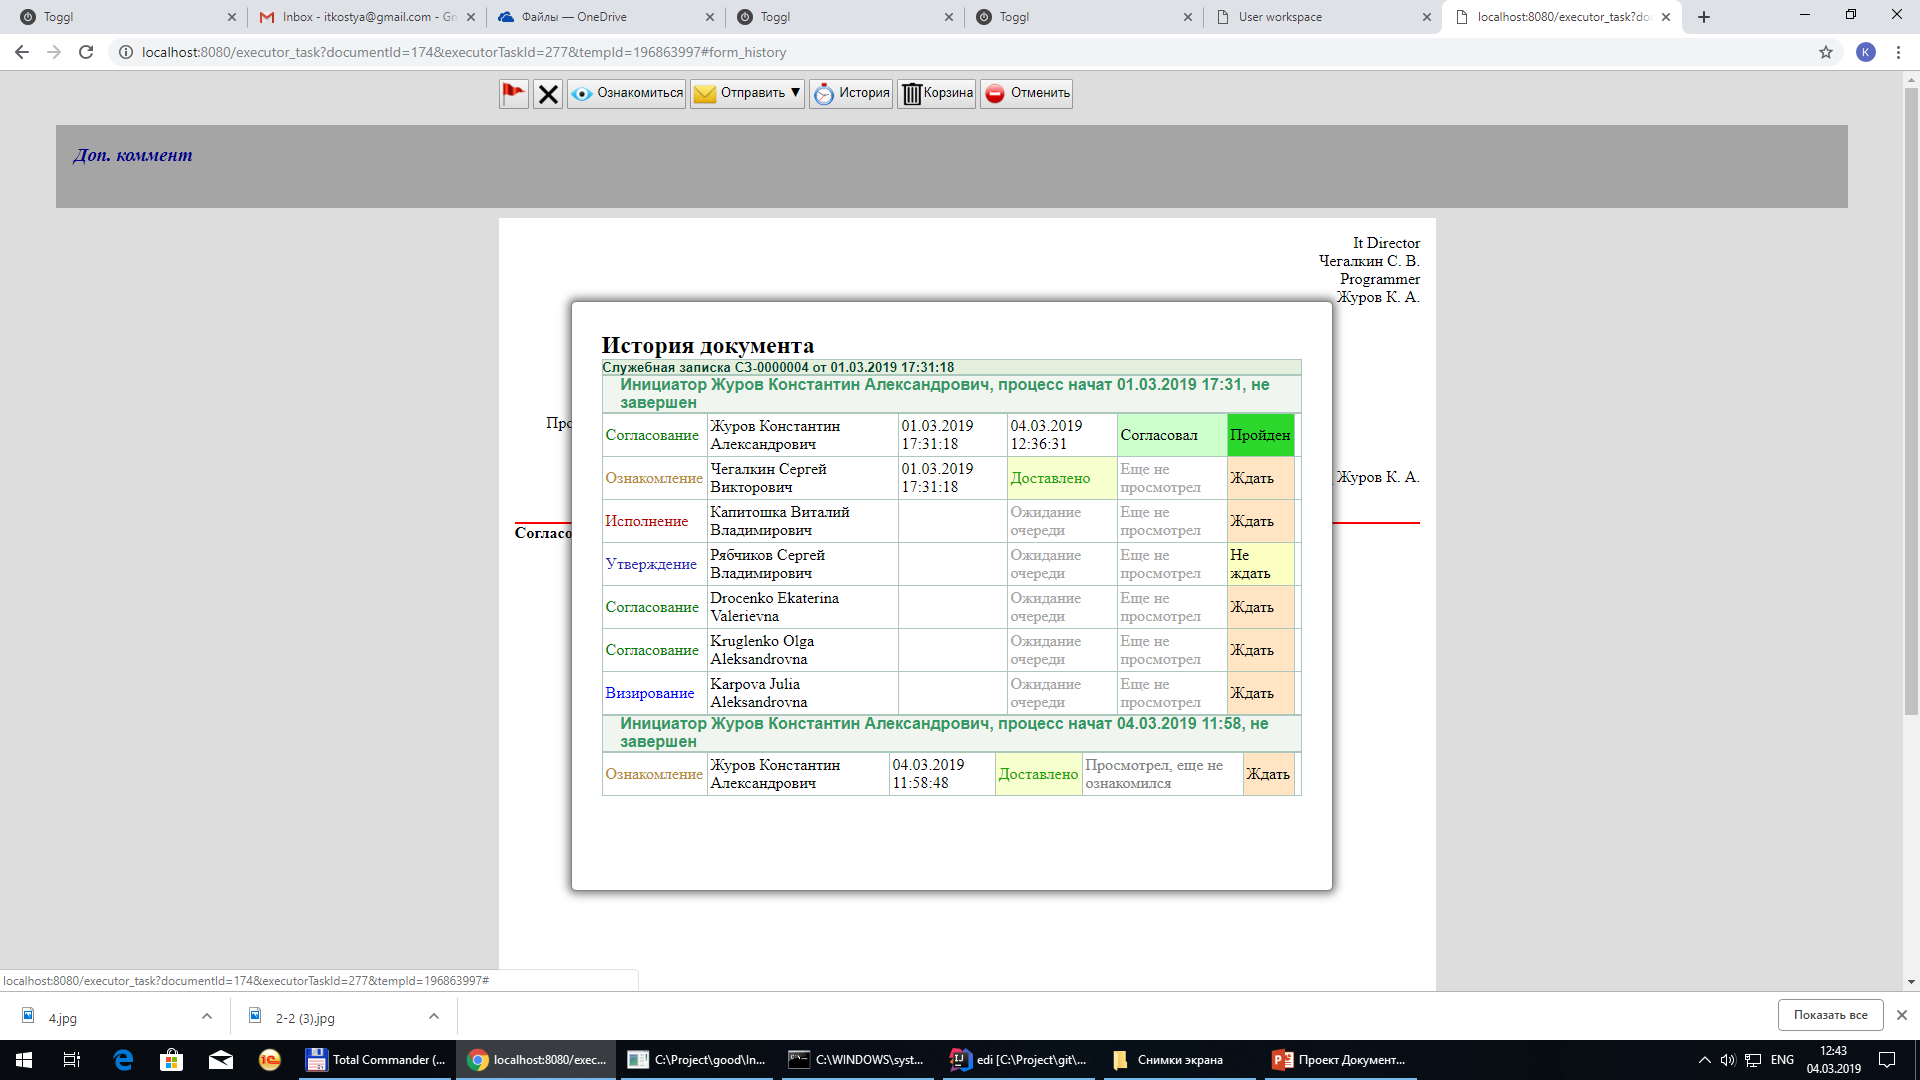 Toggl
Inbox - itkostya@gmail.com - Gm
Файлы — OneDrive
Toggl
Toggl
User workspace
localhost:8080/executor_task?do
localhost:8080/executor_task?documentId=174&executorTaskId=277&tempId=196863997#form_history
K
Ознакомиться
Отправить ▼
История
Корзина
Отменить
Доп. коммент
It Director
Чегалкин С. В.
Programmer
Журов К. А.
История документа
Служебная записка СЗ-0000004 от 01.03.2019 17:31:18
Инициатор Журов Константин Александрович, процесс начат 01.03.2019 17:31, не
завершен
Согласование Журов Константин Александрович 01.03.2019 17:31:18 04.03.2019 12:36:31 Согласовал Пройден
Ознакомление Чегалкин Сергей Викторович 01.03.2019 17:31:18 Доставлено Еще не просмотрел Ждать
Исполнение Капитошка Виталий Владимирович Ожидание очереди Еще не просмотрел Ждать
Утверждение Рябчиков Сергей Владимирович Ожидание очереди Еще не просмотрел Не ждать
Согласование Drocenko Ekaterina Valerievna Ожидание очереди Еще не просмотрел Ждать
Согласование Kruglenko Olga Aleksandrovna Ожидание очереди Еще не просмотрел Ждать
Визирование Karpova Julia Aleksandrovna Ожидание очереди Еще не просмотрел Ждать
Инициатор Журов Константин Александрович, процесс начат 04.03.2019 11:58, не
завершен
Ознакомление Журов Константин Александрович 04.03.2019 11:58:48 Доставлено Просмотрел, еще не ознакомился Ждать
Про
Журов К. А.
Согласо
localhost:8080/executor_task?documentId=174&executorTaskId=277&tempId=196863997#
4.jpg
2-2 (3).jpg
Показать все
Total Commander (...
localhost:8080/exec...
C:\Project\good\In...
C:\WINDOWS\syst...
edi [C:\Project\git\...
Снимки экрана
Проект Документ...
ENG
12:43
04.03.2019